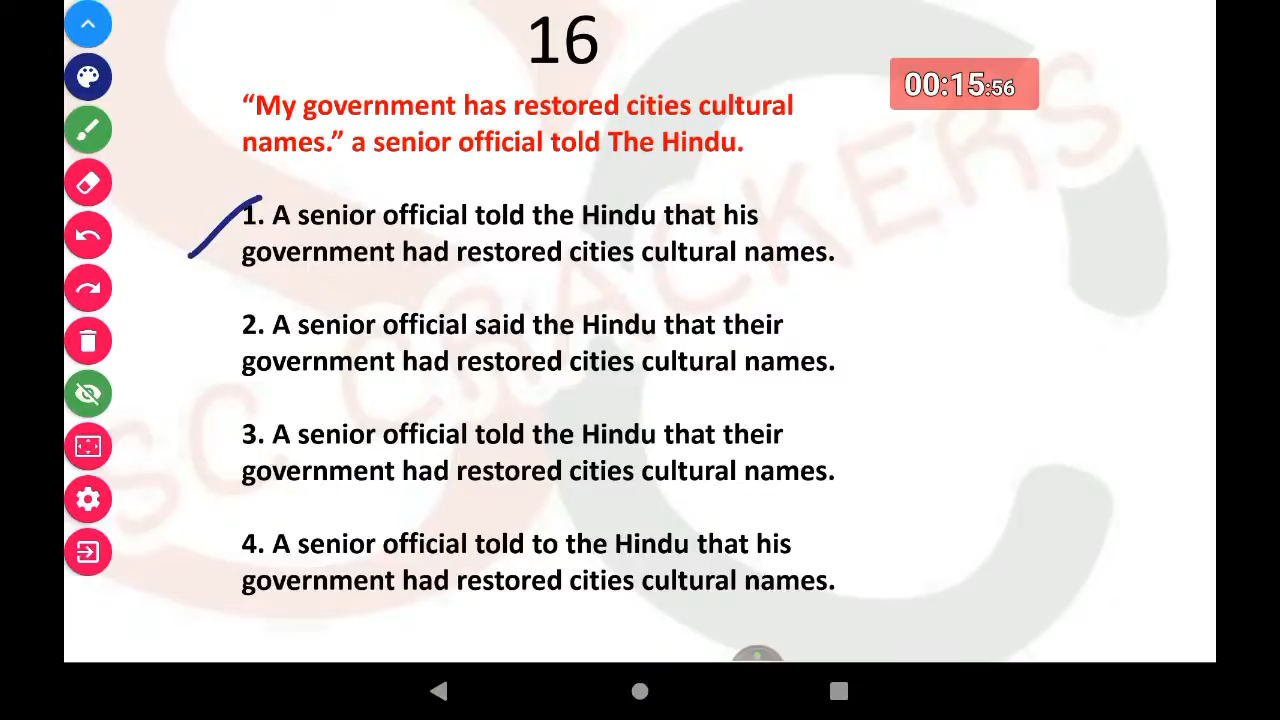 16
00:15:56
“My government has restored cities cultural
names.” a senior official told The Hindu.
1. A senior official told the Hindu that his
government had restored cities cultural names.
2. A senior official said the Hindu that their
government had restored cities cultural names.
3. A senior official told the Hindu that their
government had restored cities cultural names.
4. A senior official told to the Hindu that his
government had restored cities cultural names.
SSC CRACKERS